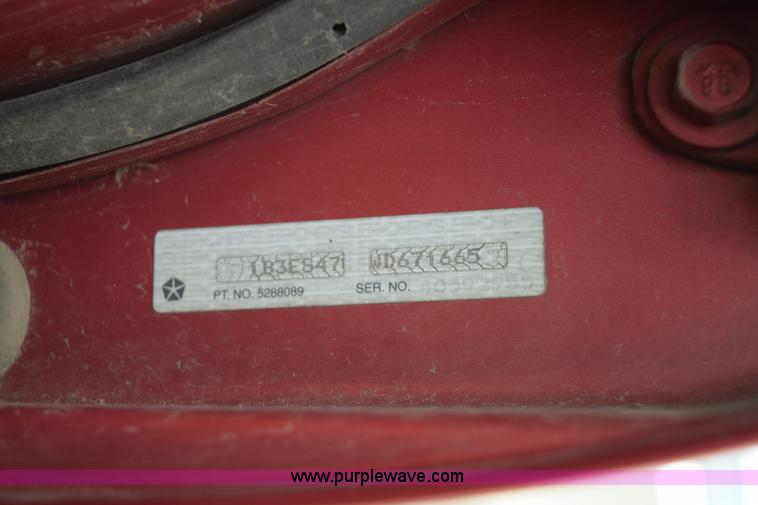 1B3ES47 WD671665
PT. NO. 5288089 SER. NO.
www.purplewave.com